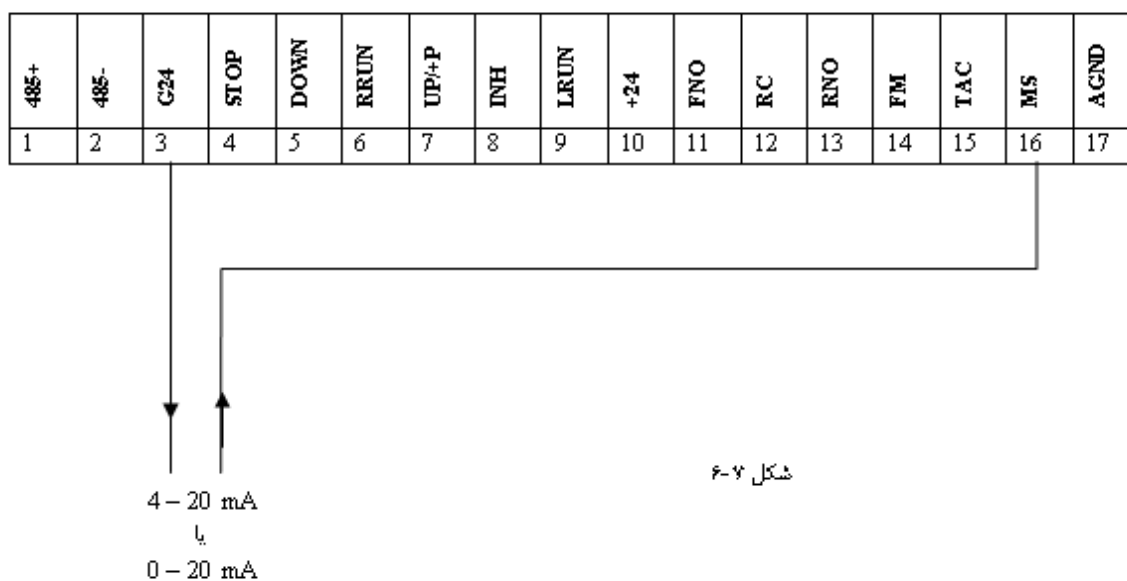 485+ 485- G24 STOP DOWN RRUN UP/+P INH LRUN +24 FNO RC RNO FM TAC MS AGND
1 2 3 4 5 6 7 8 9 10 11 12 13 14 15 16 17
شکل ۷-۶
4 – 20 mA
یا
0 – 20 mA